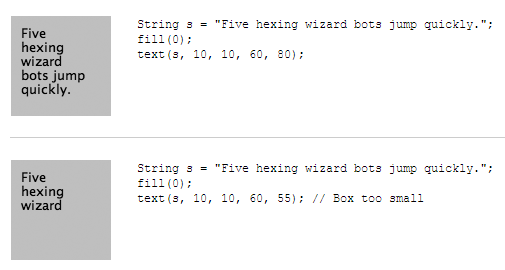 Five
hexing
wizard
bots jump
quickly.
String s = "Five hexing wizard bots jump quickly.";
fill(0);
text(s, 10, 10, 60, 80);
Five
hexing
wizard
String s = "Five hexing wizard bots jump quickly.";
fill(0);
text(s, 10, 10, 60, 55); // Box too small